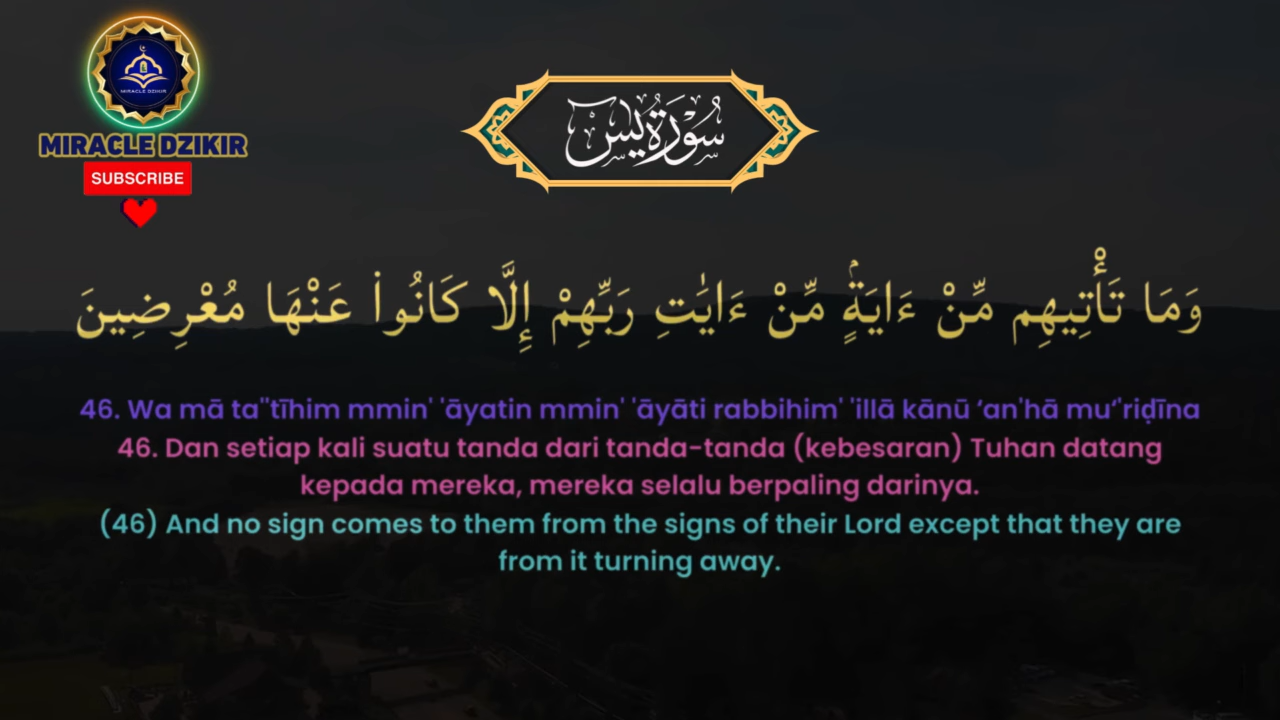 MIRACLE DZIKIR
MIRACLE DZIKIR
SUBSCRIBE
سُوْرَةُ يٰسٓ
وَمَا تَأْتِيهِم مِّنْ ءَايَةٍۢ مِّنْ ءَايَٰتِ رَبِّهِمْ إِلَّا كَانُوا۟ عَنْهَا مُعْرِضِينَ
46. Wa mā ta''tīhim mmin' 'āyatin mmin' 'āyāti rabbihim' 'illā kānū ‘an'hā mu‘'riḍīna
46. Dan setiap kali suatu tanda dari tanda-tanda (kebesaran) Tuhan datang
kepada mereka, mereka selalu berpaling darinya.
(46) And no sign comes to them from the signs of their Lord except that they are
from it turning away.